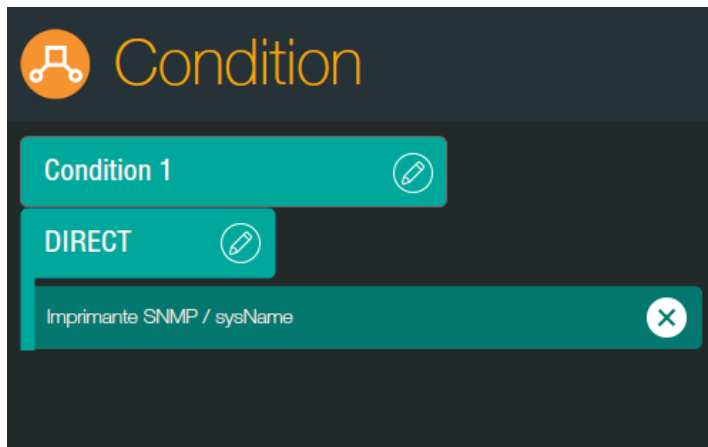 Condition
Condition 1
DIRECT
Imprimante SNMP / sysName